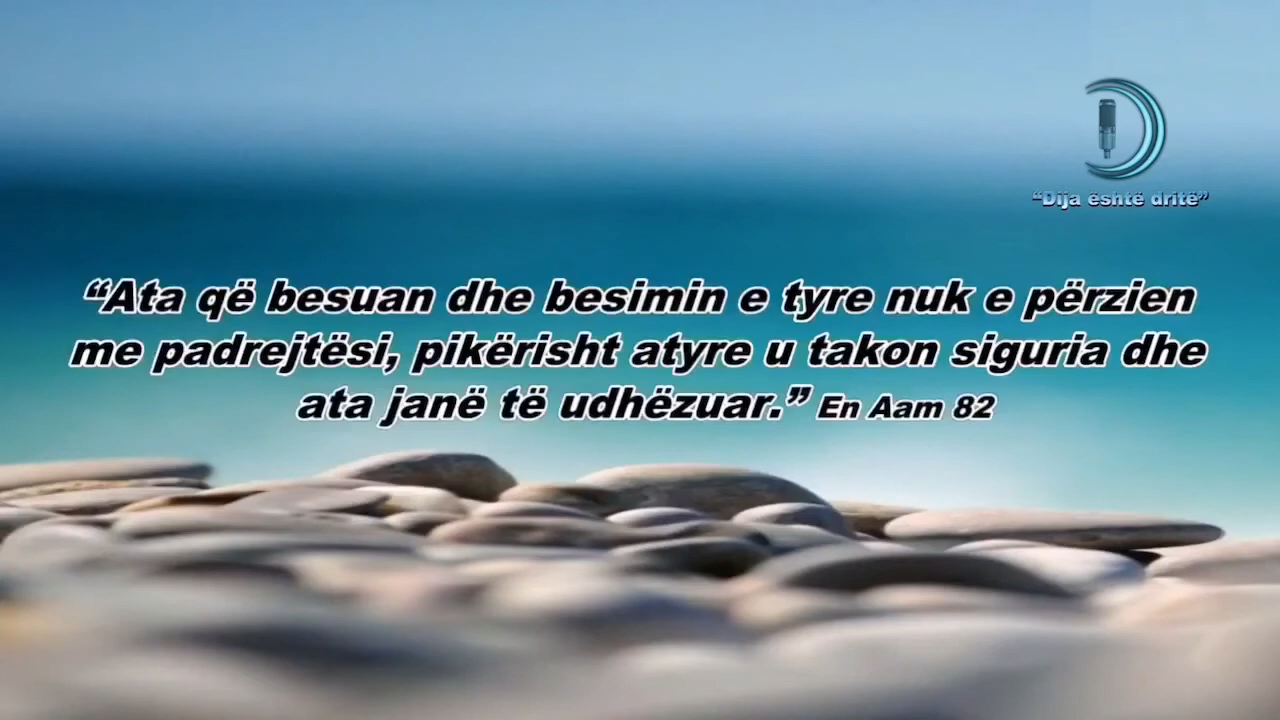 “Dija është dritë”
“Ata që besuan dhe besimin e tyre nuk e përzien
me padrejtësi, pikërisht atyre u takon siguria dhe
ata janë të udhëzuar.” En Aam 82